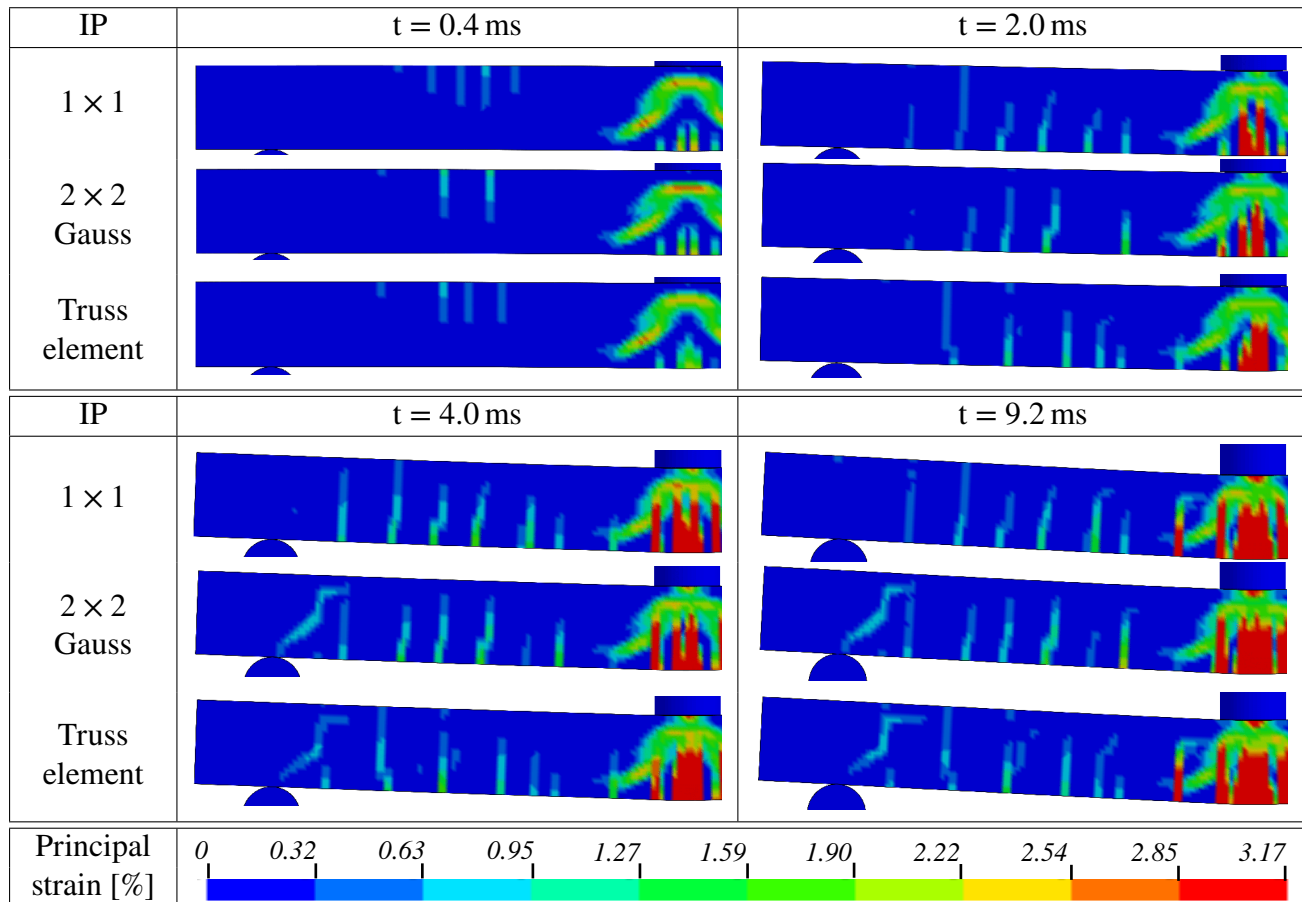 IP t = 0.4 ms t = 2.0 ms
1 × 1
2 × 2
Gauss
Truss
element
IP t = 4.0 ms t = 9.2 ms
1 × 1
2 × 2
Gauss
Truss
element
Principal
strain [%]
0 0.32 0.63 0.95 1.27 1.59 1.90 2.22 2.54 2.85 3.17